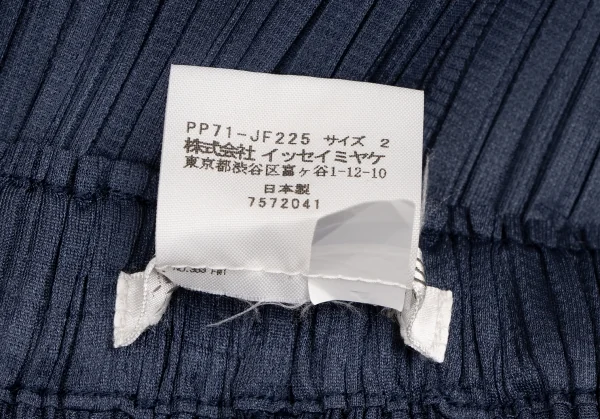 PP71-JF225 サイズ 2
株式会社 イッセイミヤケ
東京都渋谷区富ヶ谷1-12-10
日本製
7572041